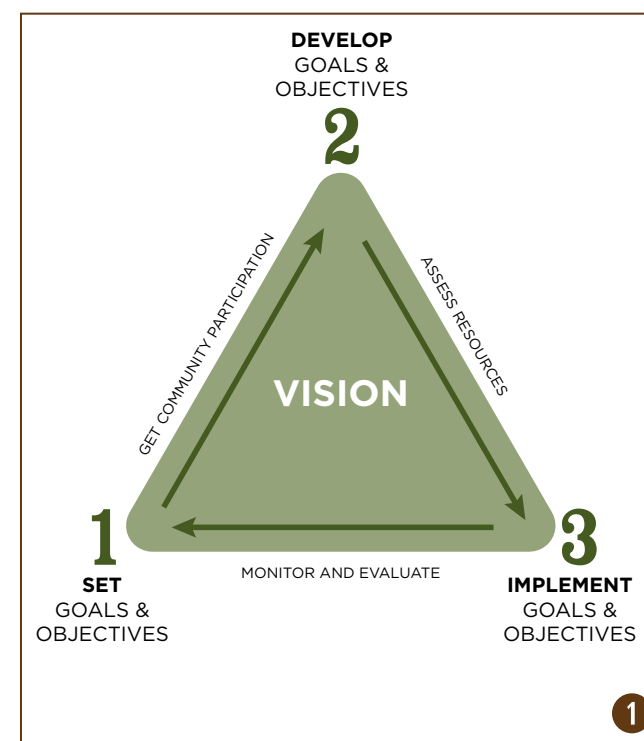 DEVELOP
GOALS &
OBJECTIVES
2
GET COMMUNITY PARTICIPATION
ASSESS RESOURCES
VISION
1
SET
GOALS &
OBJECTIVES
MONITOR AND EVALUATE
3
IMPLEMENT
GOALS &
OBJECTIVES
1